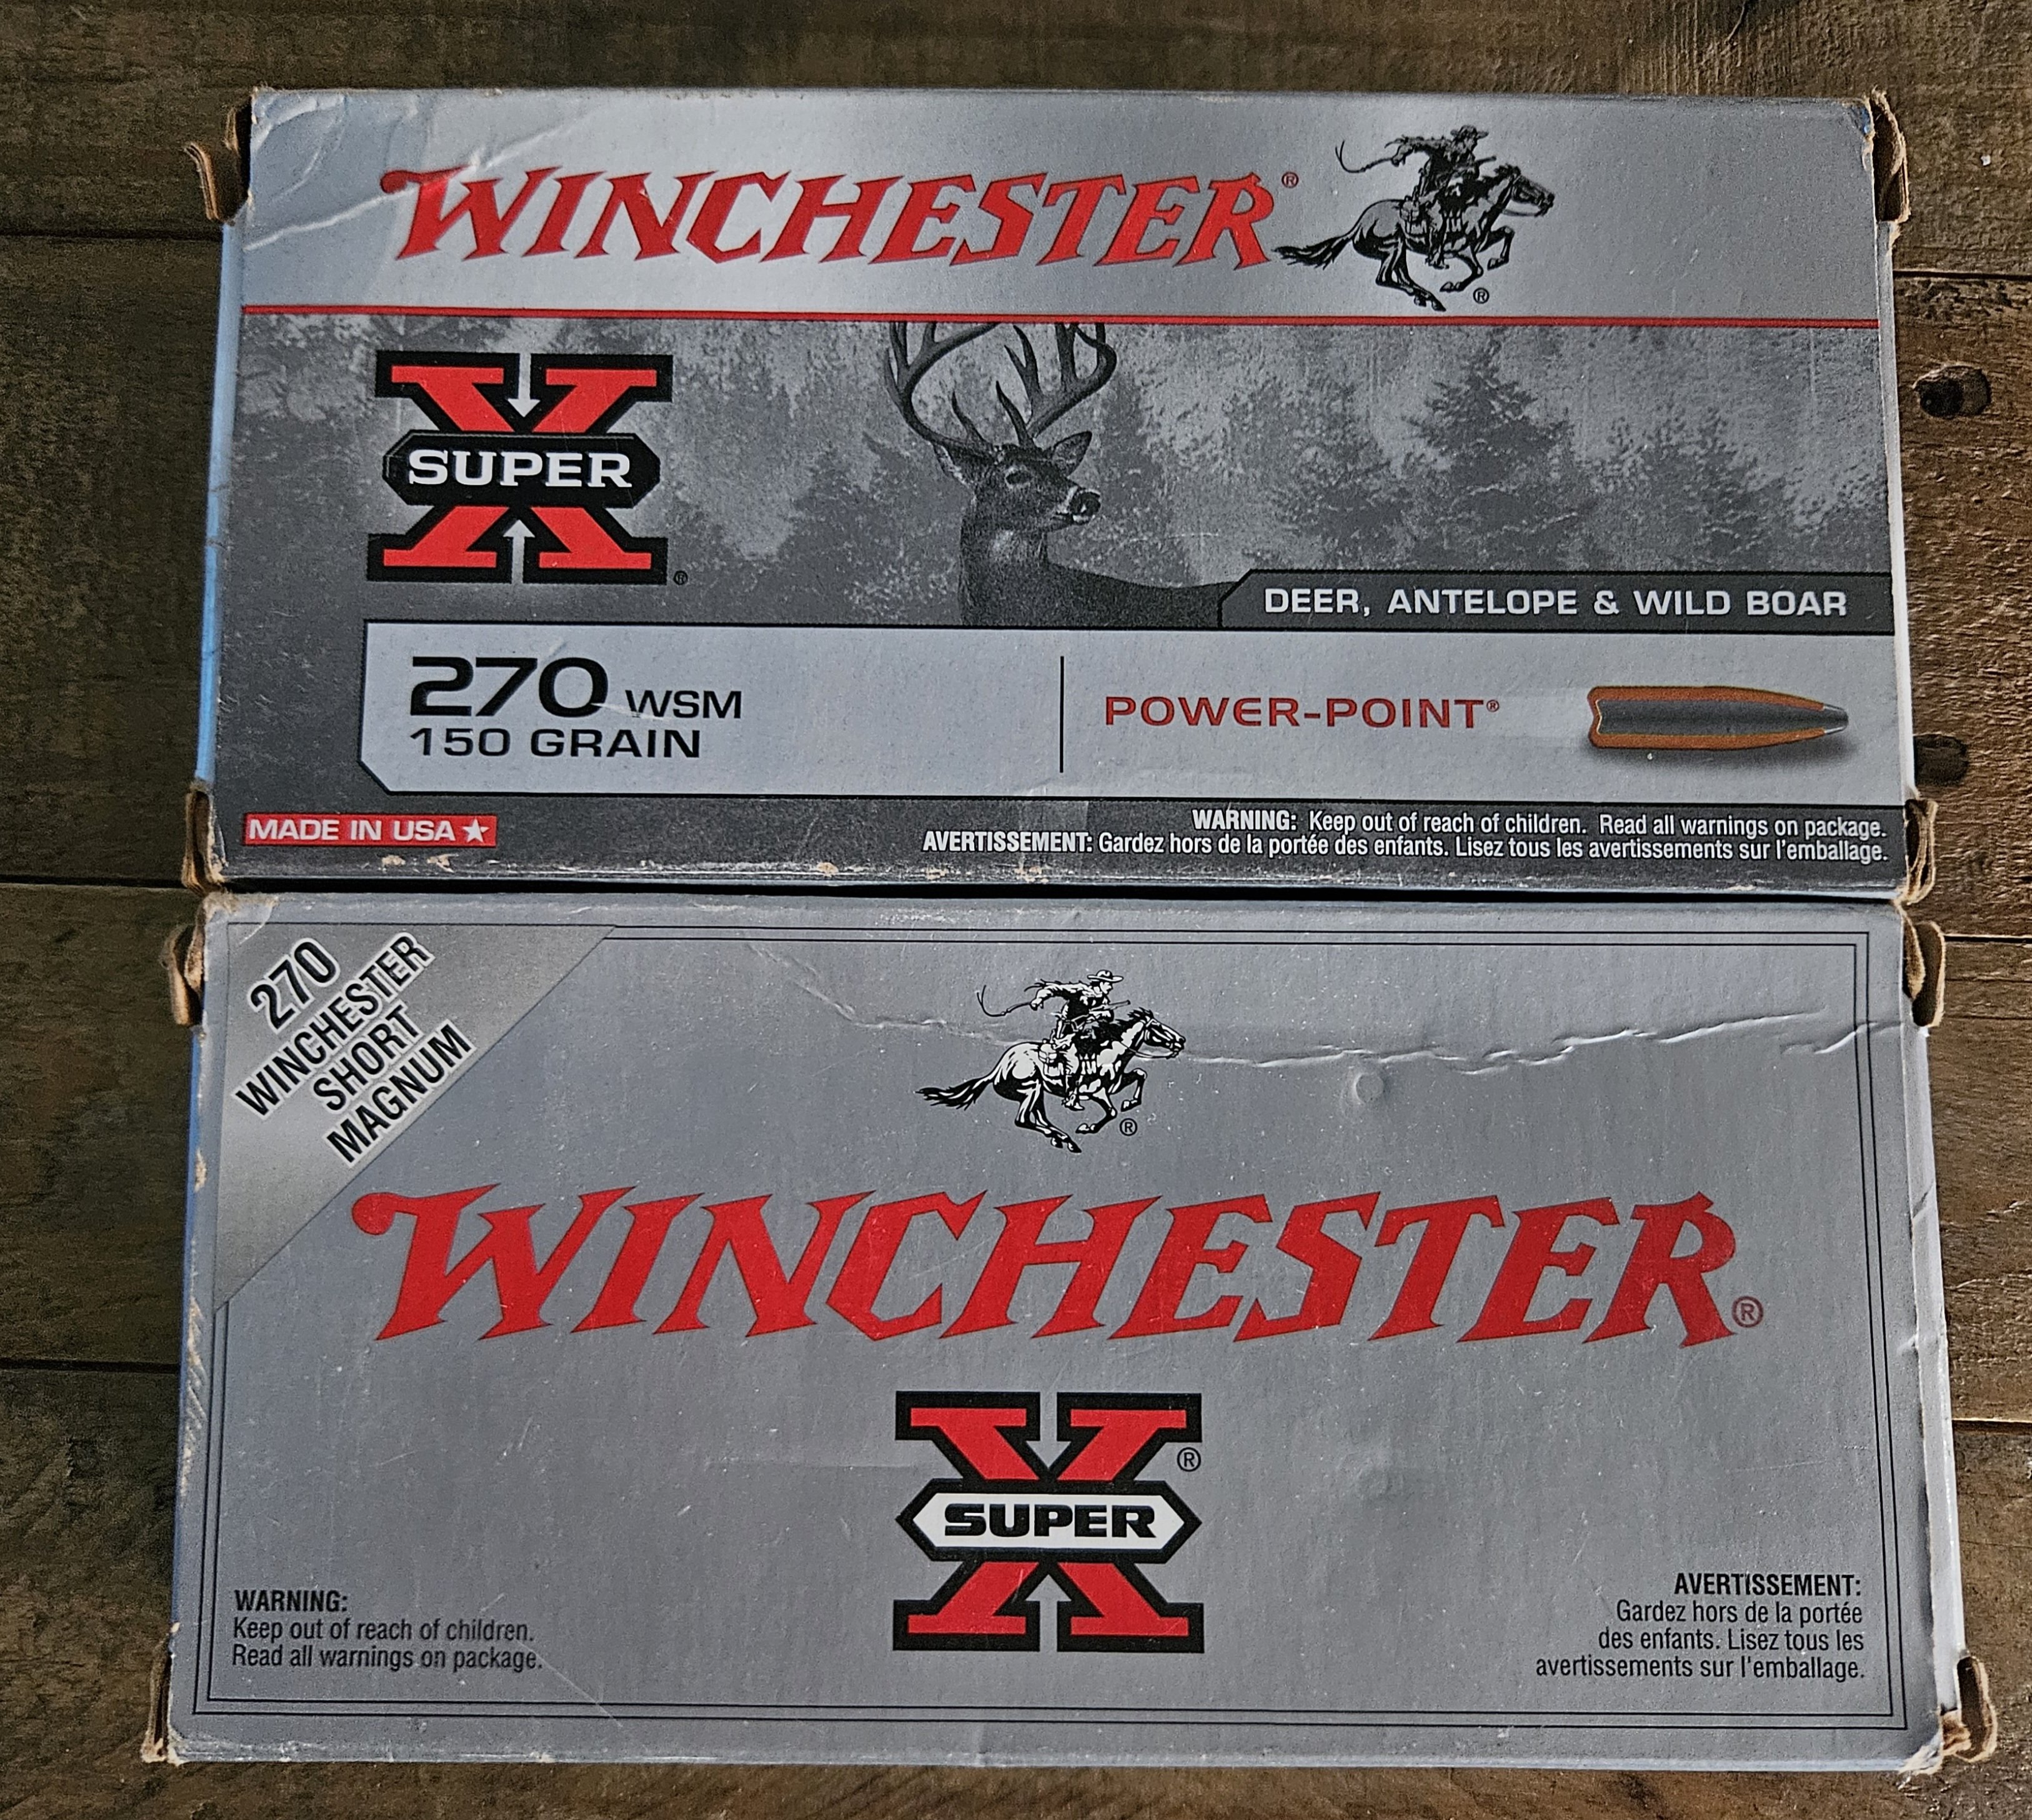 WINCHESTER®
®
X
SUPER
®
DEER, ANTELOPE & WILD BOAR
270 WSM
150 GRAIN
POWER-POINT®
MADE IN USA
WARNING: Keep out of reach of children. Read all warnings on package.
AVERTISSEMENT: Gardez hors de la portée des enfants. Lisez tous les avertissements sur l'emballage.
270
WINCHESTER
SHORT
MAGNUM
®
WINCHESTER®
X®
SUPER
WARNING:
Keep out of reach of children.
Read all warnings on package.
AVERTISSEMENT:
Gardez hors de la portée
des enfants. Lisez tous les
avertissements sur l'emballage.